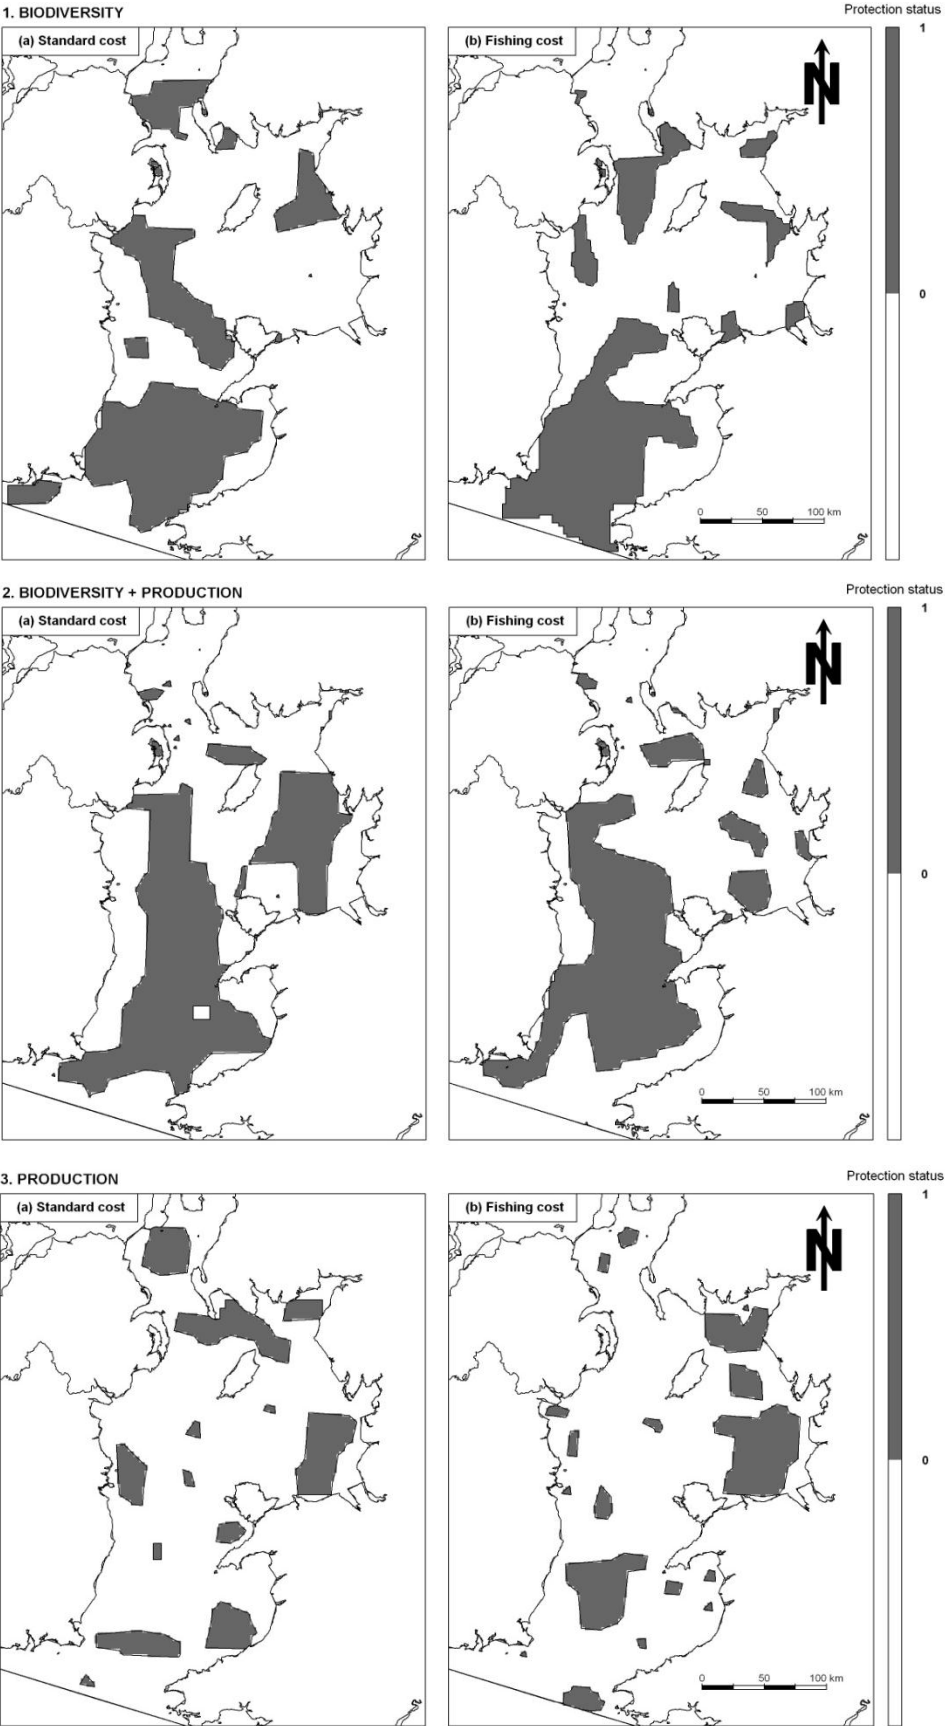 1. BIODIVERSITY
Protection status
(a) Standard cost
(b) Fishing cost
1
N
0
0 50 100 km
2. BIODIVERSITY + PRODUCTION
Protection status
(a) Standard cost
(b) Fishing cost
1
N
0
0 50 100 km
3. PRODUCTION
Protection status
(a) Standard cost
(b) Fishing cost
1
N
0
0 50 100 km